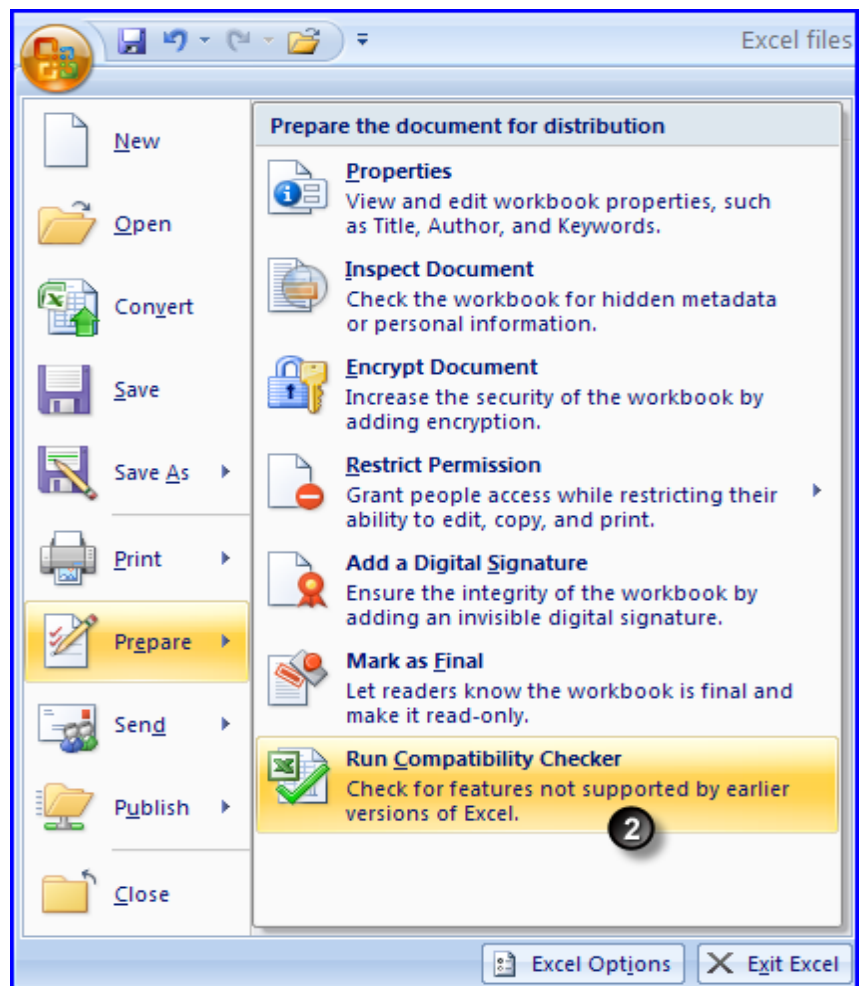 Excel files
New
Open
Convert
Save
Save As
Print
Prepare
Send
Publish
Close
Prepare the document for distribution
Properties
View and edit workbook properties, such
as Title, Author, and Keywords.
Inspect Document
Check the workbook for hidden metadata
or personal information.
Encrypt Document
Increase the security of the workbook by
adding encryption.
Restrict Permission
Grant people access while restricting their
ability to edit, copy, and print.
Add a Digital Signature
Ensure the integrity of the workbook by
adding an invisible digital signature.
Mark as Final
Let readers know the workbook is final and
make it read-only.
Run Compatibility Checker
Check for features not supported by earlier
versions of Excel.
2
Excel Options
Exit Excel